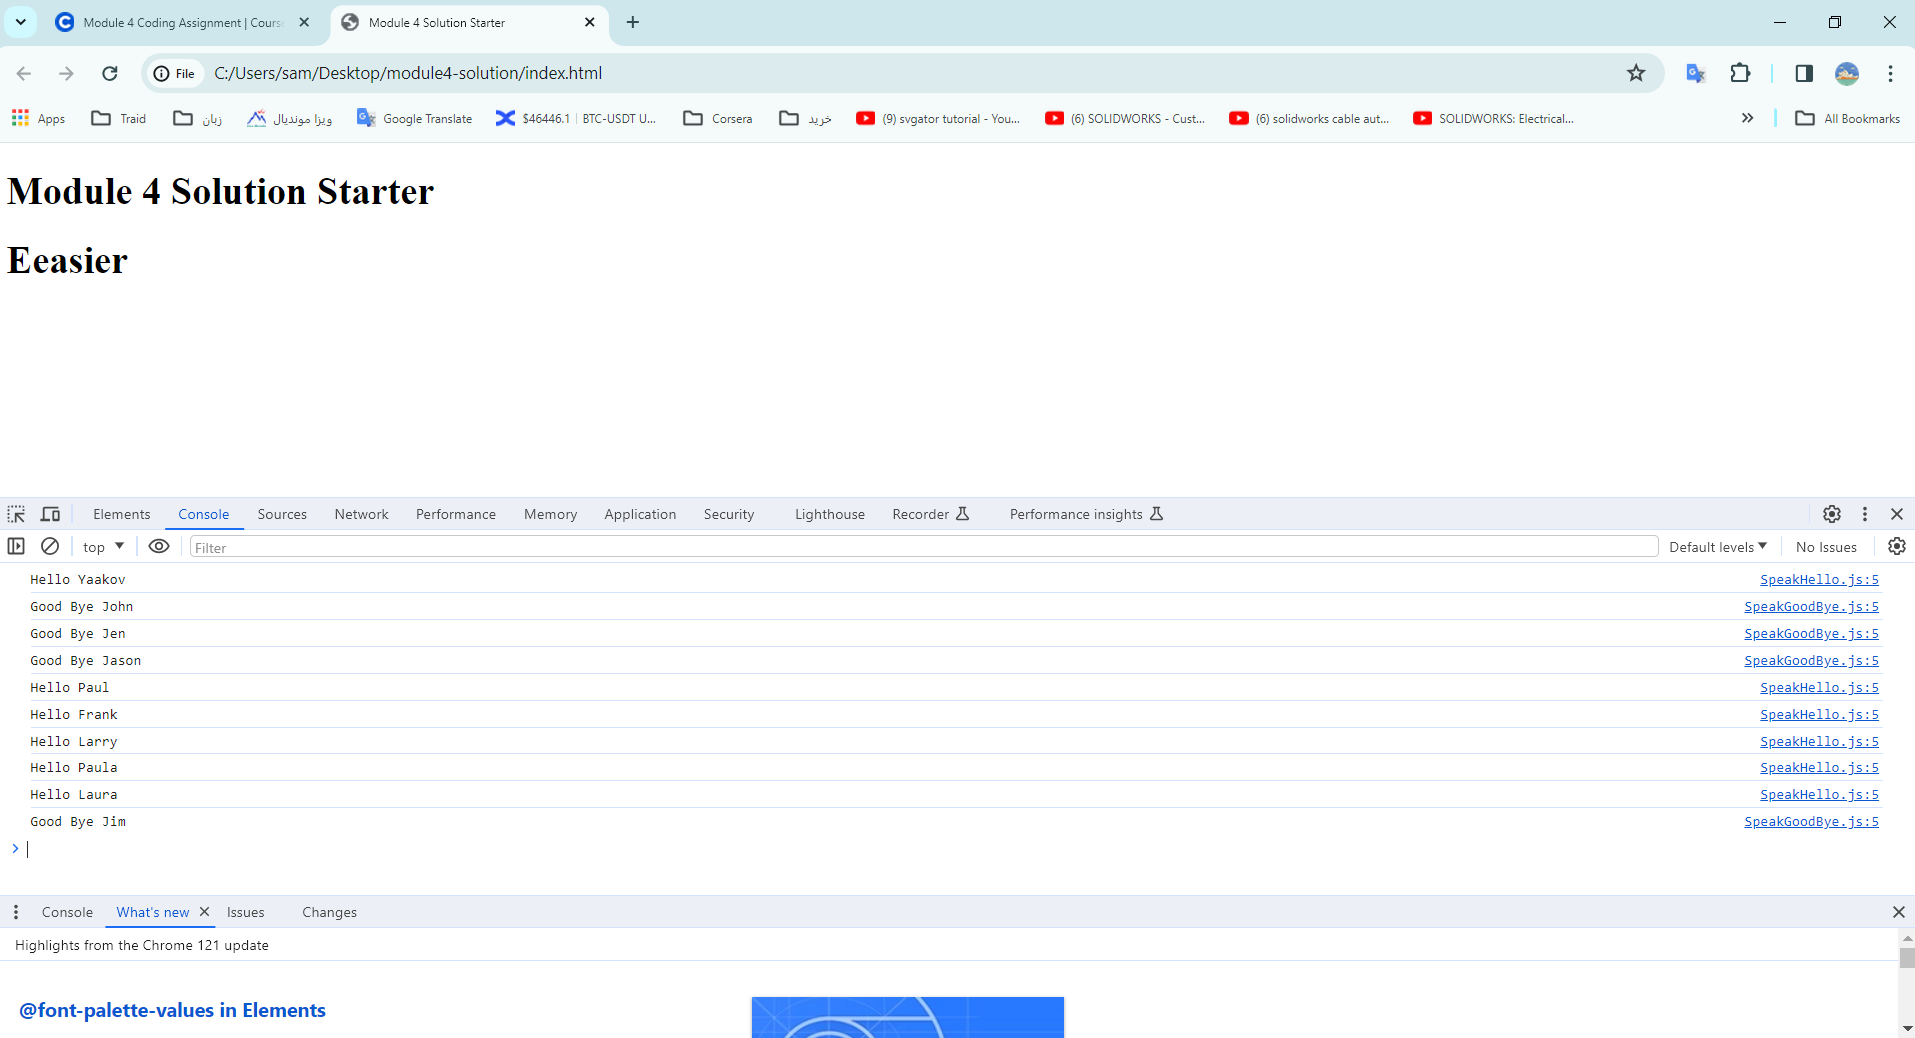 Module 4 Coding Assignment | Cours
Module 4 Solution Starter
File C:/Users/sam/Desktop/module4-solution/index.html
Apps Traid زبان ویزا موندیال Google Translate $46446.1 | BTC-USDT U... Corsera خرید (9) svgator tutorial - You... (6) SOLIDWORKS - Cust... (6) solidworks cable aut... SOLIDWORKS: Electrical... All Bookmarks
Module 4 Solution Starter
Eeasier
Elements Console Sources Network Performance Memory Application Security Lighthouse Recorder Performance insights
top Filter Default levels No Issues
Hello Yaakov SpeakHello.js:5
Good Bye John SpeakGoodBye.js:5
Good Bye Jen SpeakGoodBye.js:5
Good Bye Jason SpeakGoodBye.js:5
Hello Paul SpeakHello.js:5
Hello Frank SpeakHello.js:5
Hello Larry SpeakHello.js:5
Hello Paula SpeakHello.js:5
Hello Laura SpeakHello.js:5
Good Bye Jim SpeakGoodBye.js:5
Console What's new Issues Changes
Highlights from the Chrome 121 update
@font-palette-values in Elements